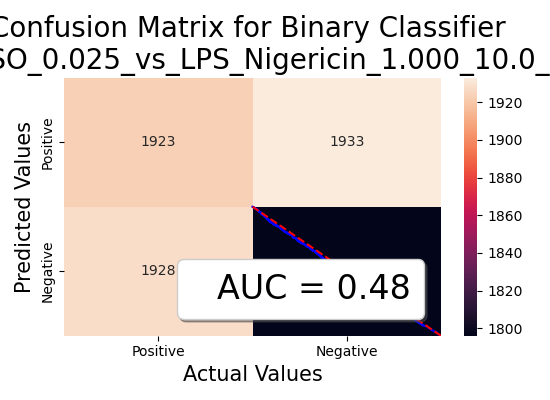 Confusion Matrix for Binary Classifier
SO_0.025_vs_LPS_Nigericin_1.000_10.0_
Predicted Values
Positive
Negative
1923
1933
1928
AUC = 0.48
Positive
Negative
Actual Values
1920
1900
1880
1860
1840
1820
1800